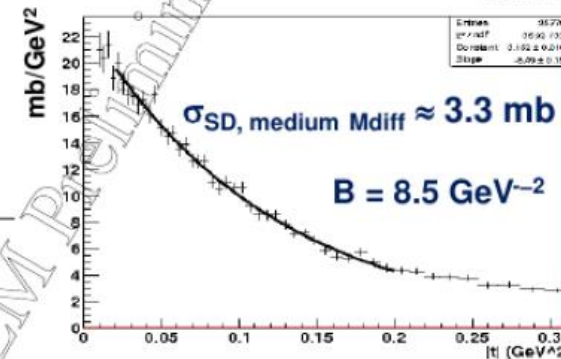 mb/GeV²
Entries
Constant
Slope
22
20
18
16
14
12
10
8
6
4
2
0
σSD, medium Mdiff ≈ 3.3 mb
B = 8.5 GeV⁻²
0 0.05 0.1 0.15 0.2 0.25 0.3
|t| (GeV^2